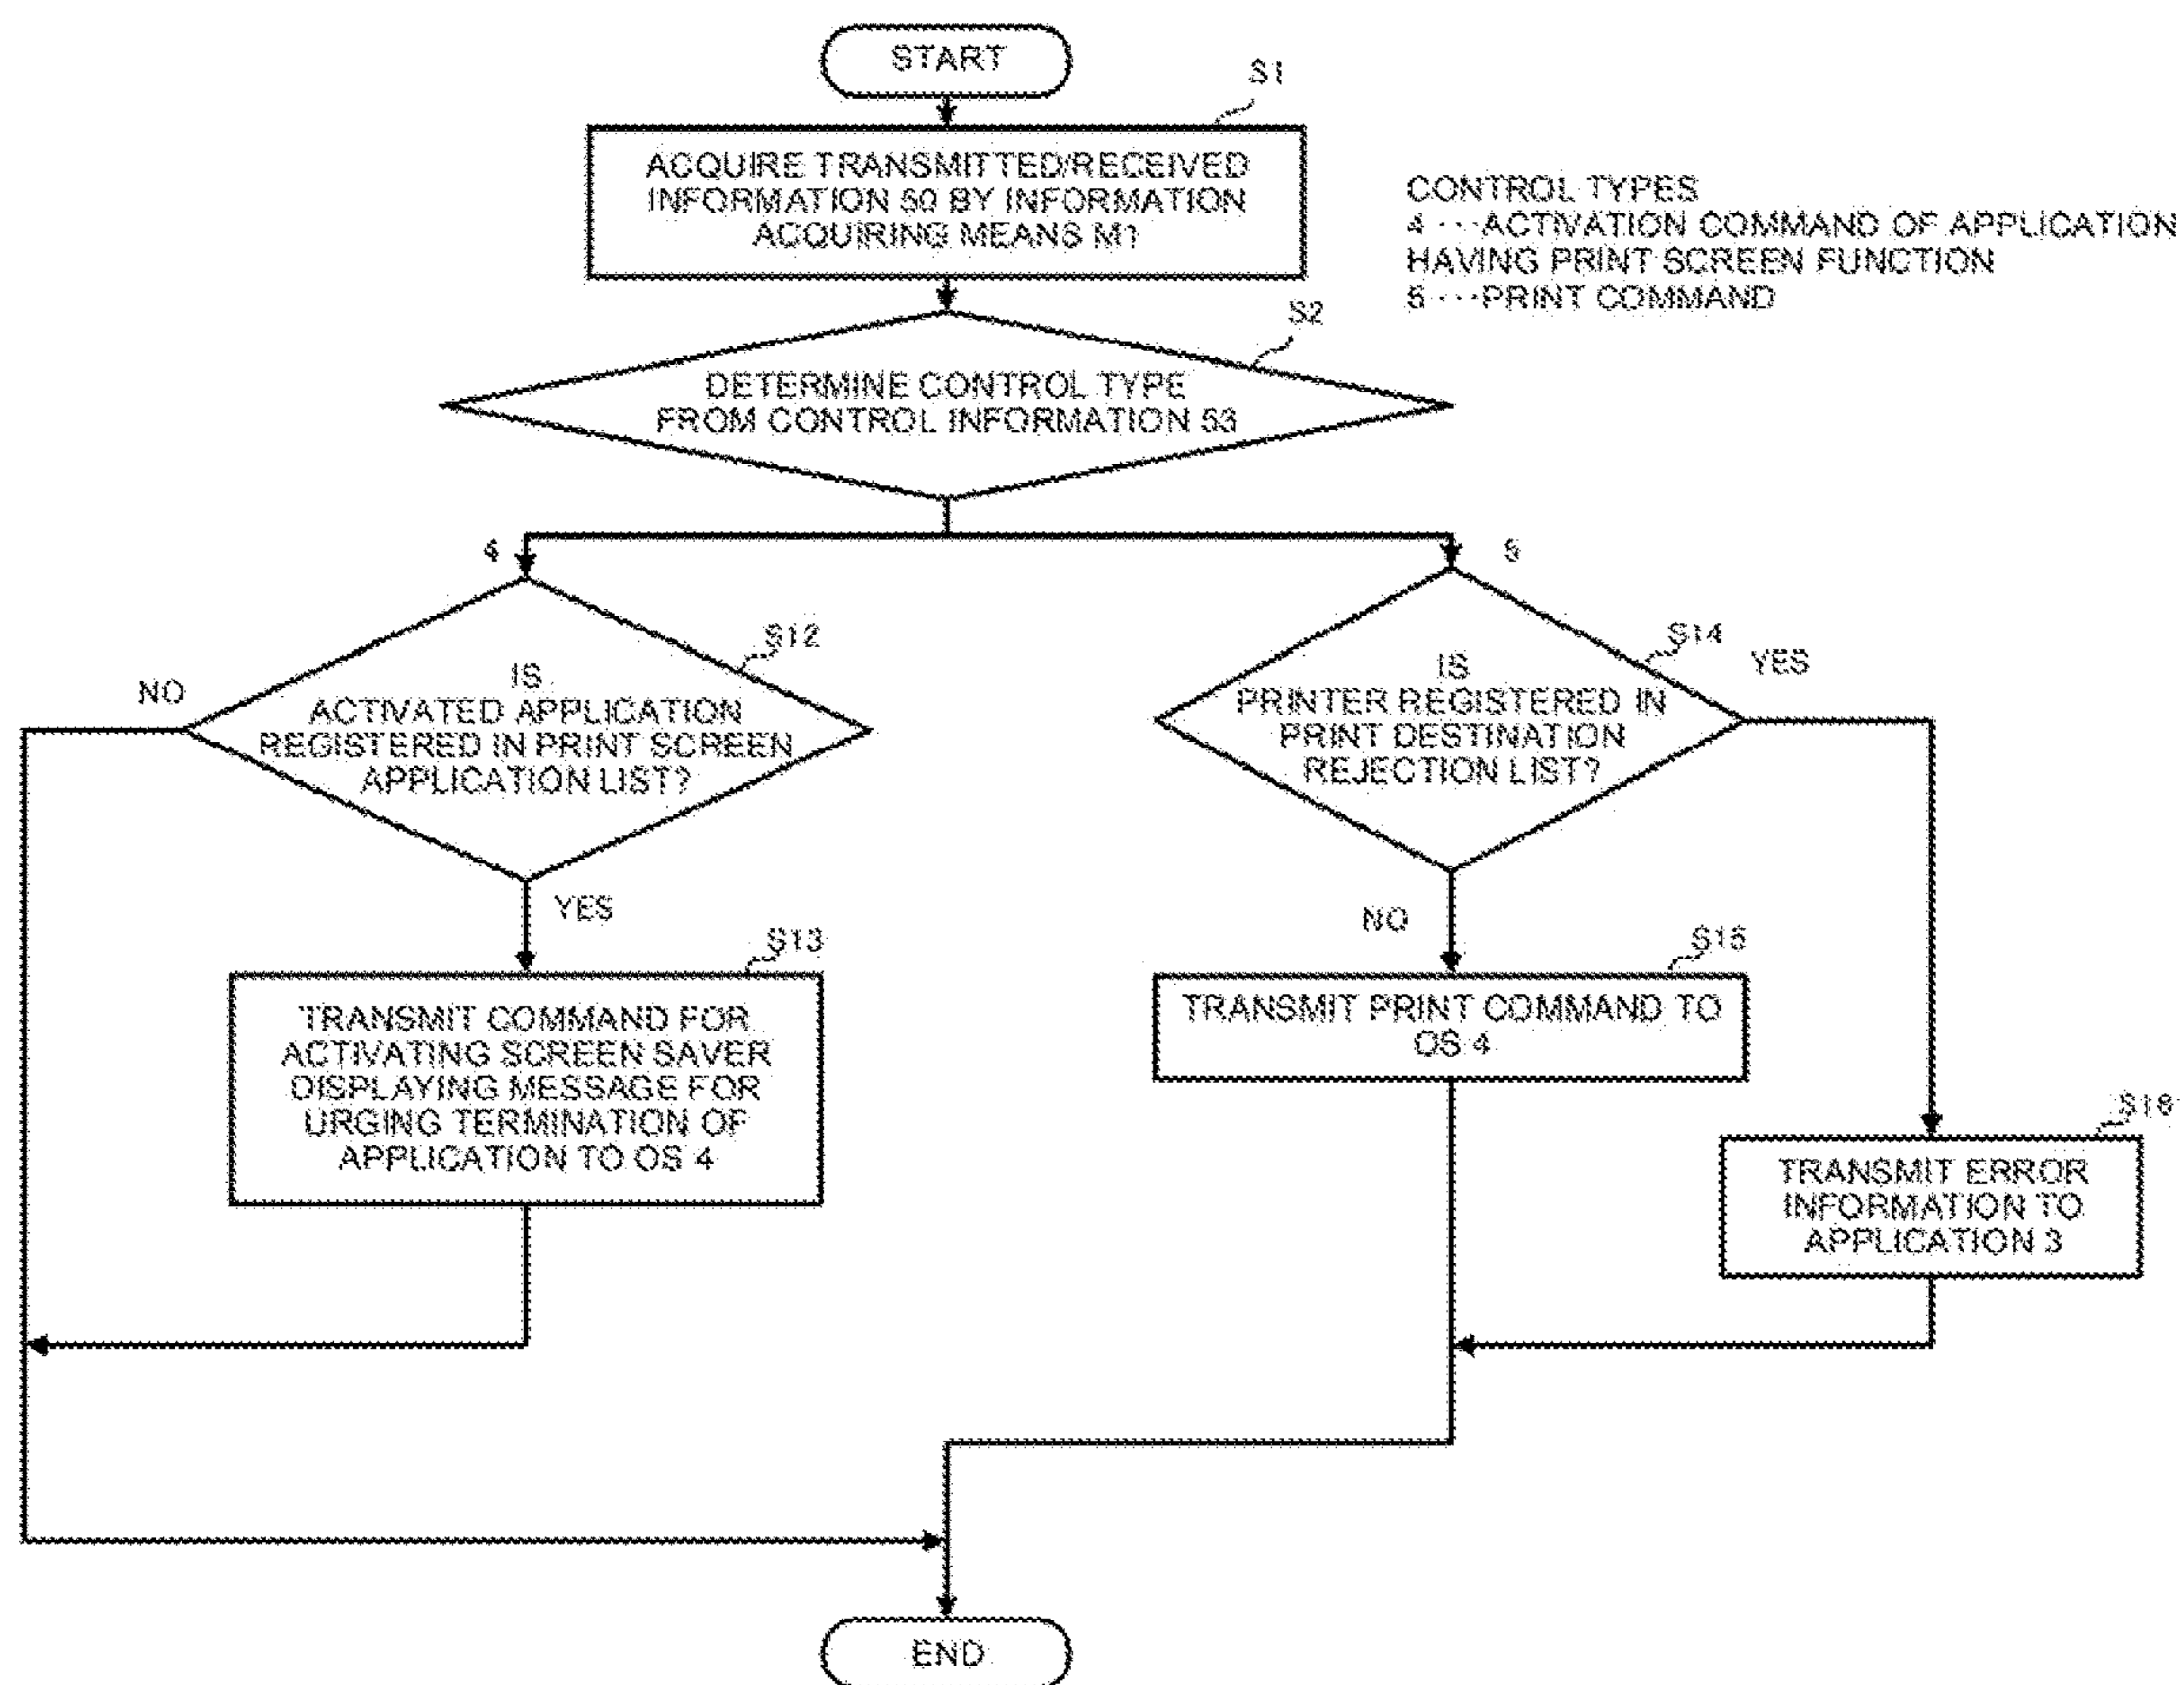 START
S1
ACQUIRE TRANSMITTED/RECEIVED
INFORMATION 50 BY INFORMATION
ACQUIRING MEANS M1
CONTROL TYPES
4 ···ACTIVATION COMMAND OF APPLICATION
HAVING PRINT SCREEN FUNCTION
5 ···PRINT COMMAND
S2
DETERMINE CONTROL TYPE
FROM CONTROL INFORMATION 53
4
5
S12
NO
IS
ACTIVATED APPLICATION
REGISTERED IN PRINT SCREEN
APPLICATION LIST?
YES
S14
YES
IS
PRINTER REGISTERED IN
PRINT DESTINATION
REJECTION LIST?
NO
S13
TRANSMIT COMMAND FOR
ACTIVATING SCREEN SAVER
DISPLAYING MESSAGE FOR
URGING TERMINATION OF
APPLICATION TO OS 4
S15
TRANSMIT PRINT COMMAND TO
OS 4
S16
TRANSMIT ERROR
INFORMATION TO
APPLICATION 3
END